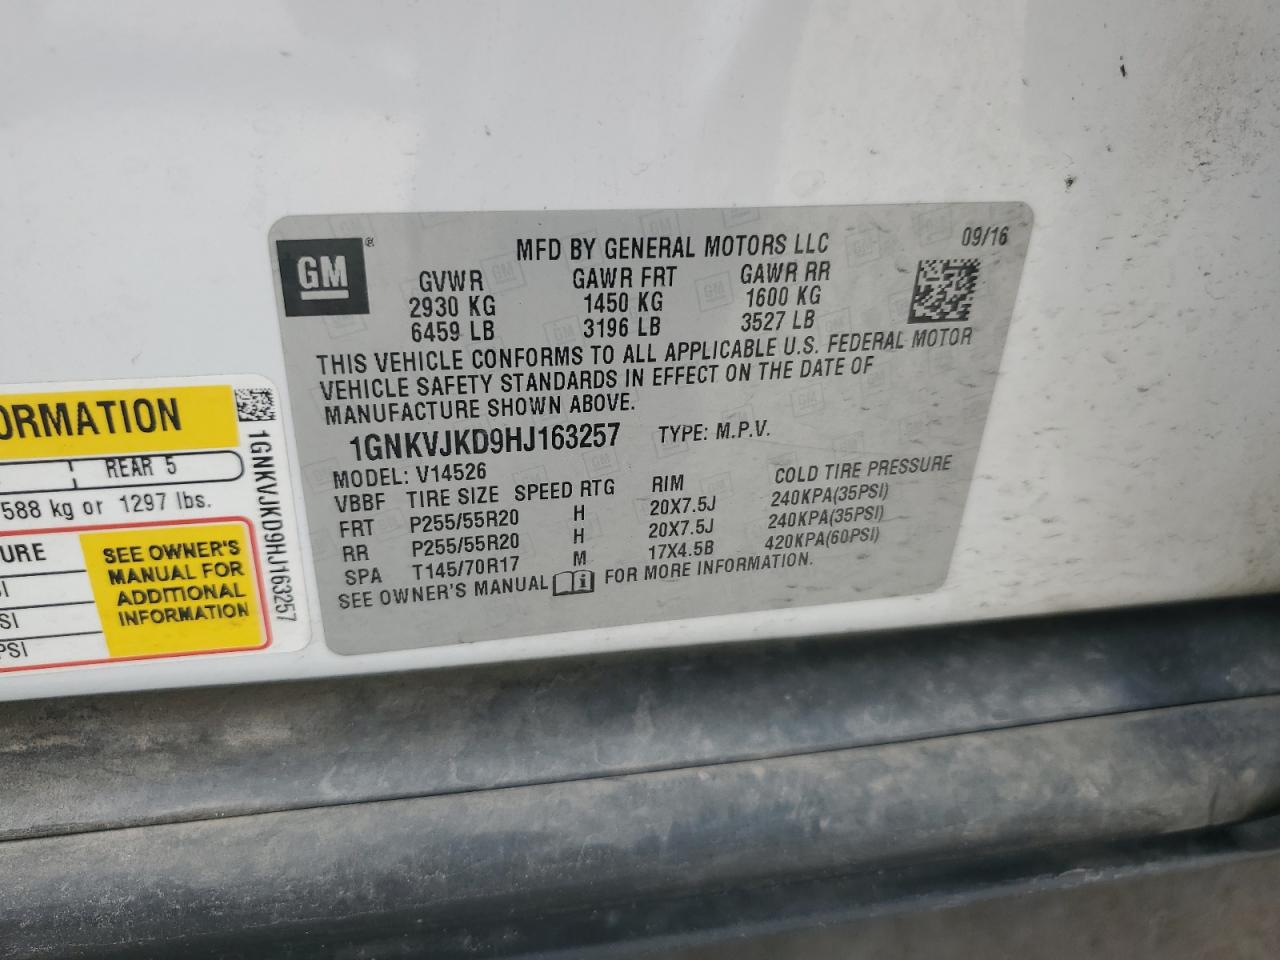 GM ®
MFD BY GENERAL MOTORS LLC 09/16
GVWR GAWR FRT GAWR RR
2930 KG 1450 KG 1600 KG
6459 LB 3196 LB 3527 LB
THIS VEHICLE CONFORMS TO ALL APPLICABLE U.S. FEDERAL MOTOR
VEHICLE SAFETY STANDARDS IN EFFECT ON THE DATE OF
MANUFACTURE SHOWN ABOVE.
1GNKVJKD9HJ163257 TYPE: M.P.V.
MODEL: V14526
VBBF TIRE SIZE SPEED RTG RIM COLD TIRE PRESSURE
FRT P255/55R20 H 20X7.5J 240KPA(35PSI)
RR P255/55R20 H 20X7.5J 240KPA(35PSI)
SPA T145/70R17 M 17X4.5B 420KPA(60PSI)
SEE OWNER'S MANUAL i FOR MORE INFORMATION.
ORMATION
REAR 5
588 kg or 1297 lbs.
URE
SI
PSI
SEE OWNER'S
MANUAL FOR
ADDITIONAL
INFORMATION
1GNKVJKD9HJ163257